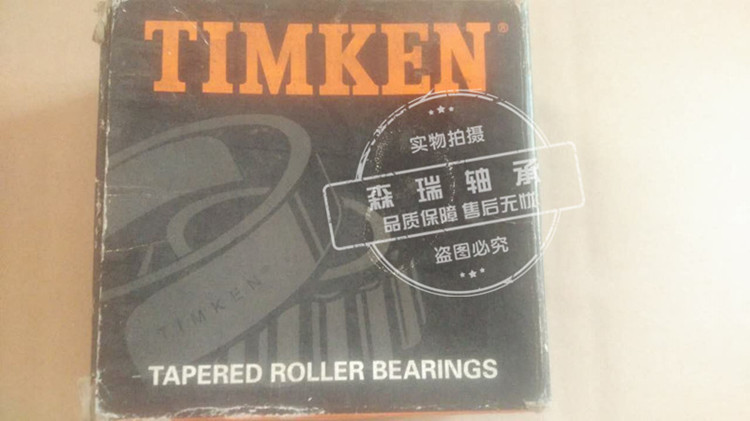 TIMKEN®
实物拍摄
森瑞轴承
品质保障 售后无忧
盗图必究
TIMKEN®
TAPERED ROLLER BEARINGS